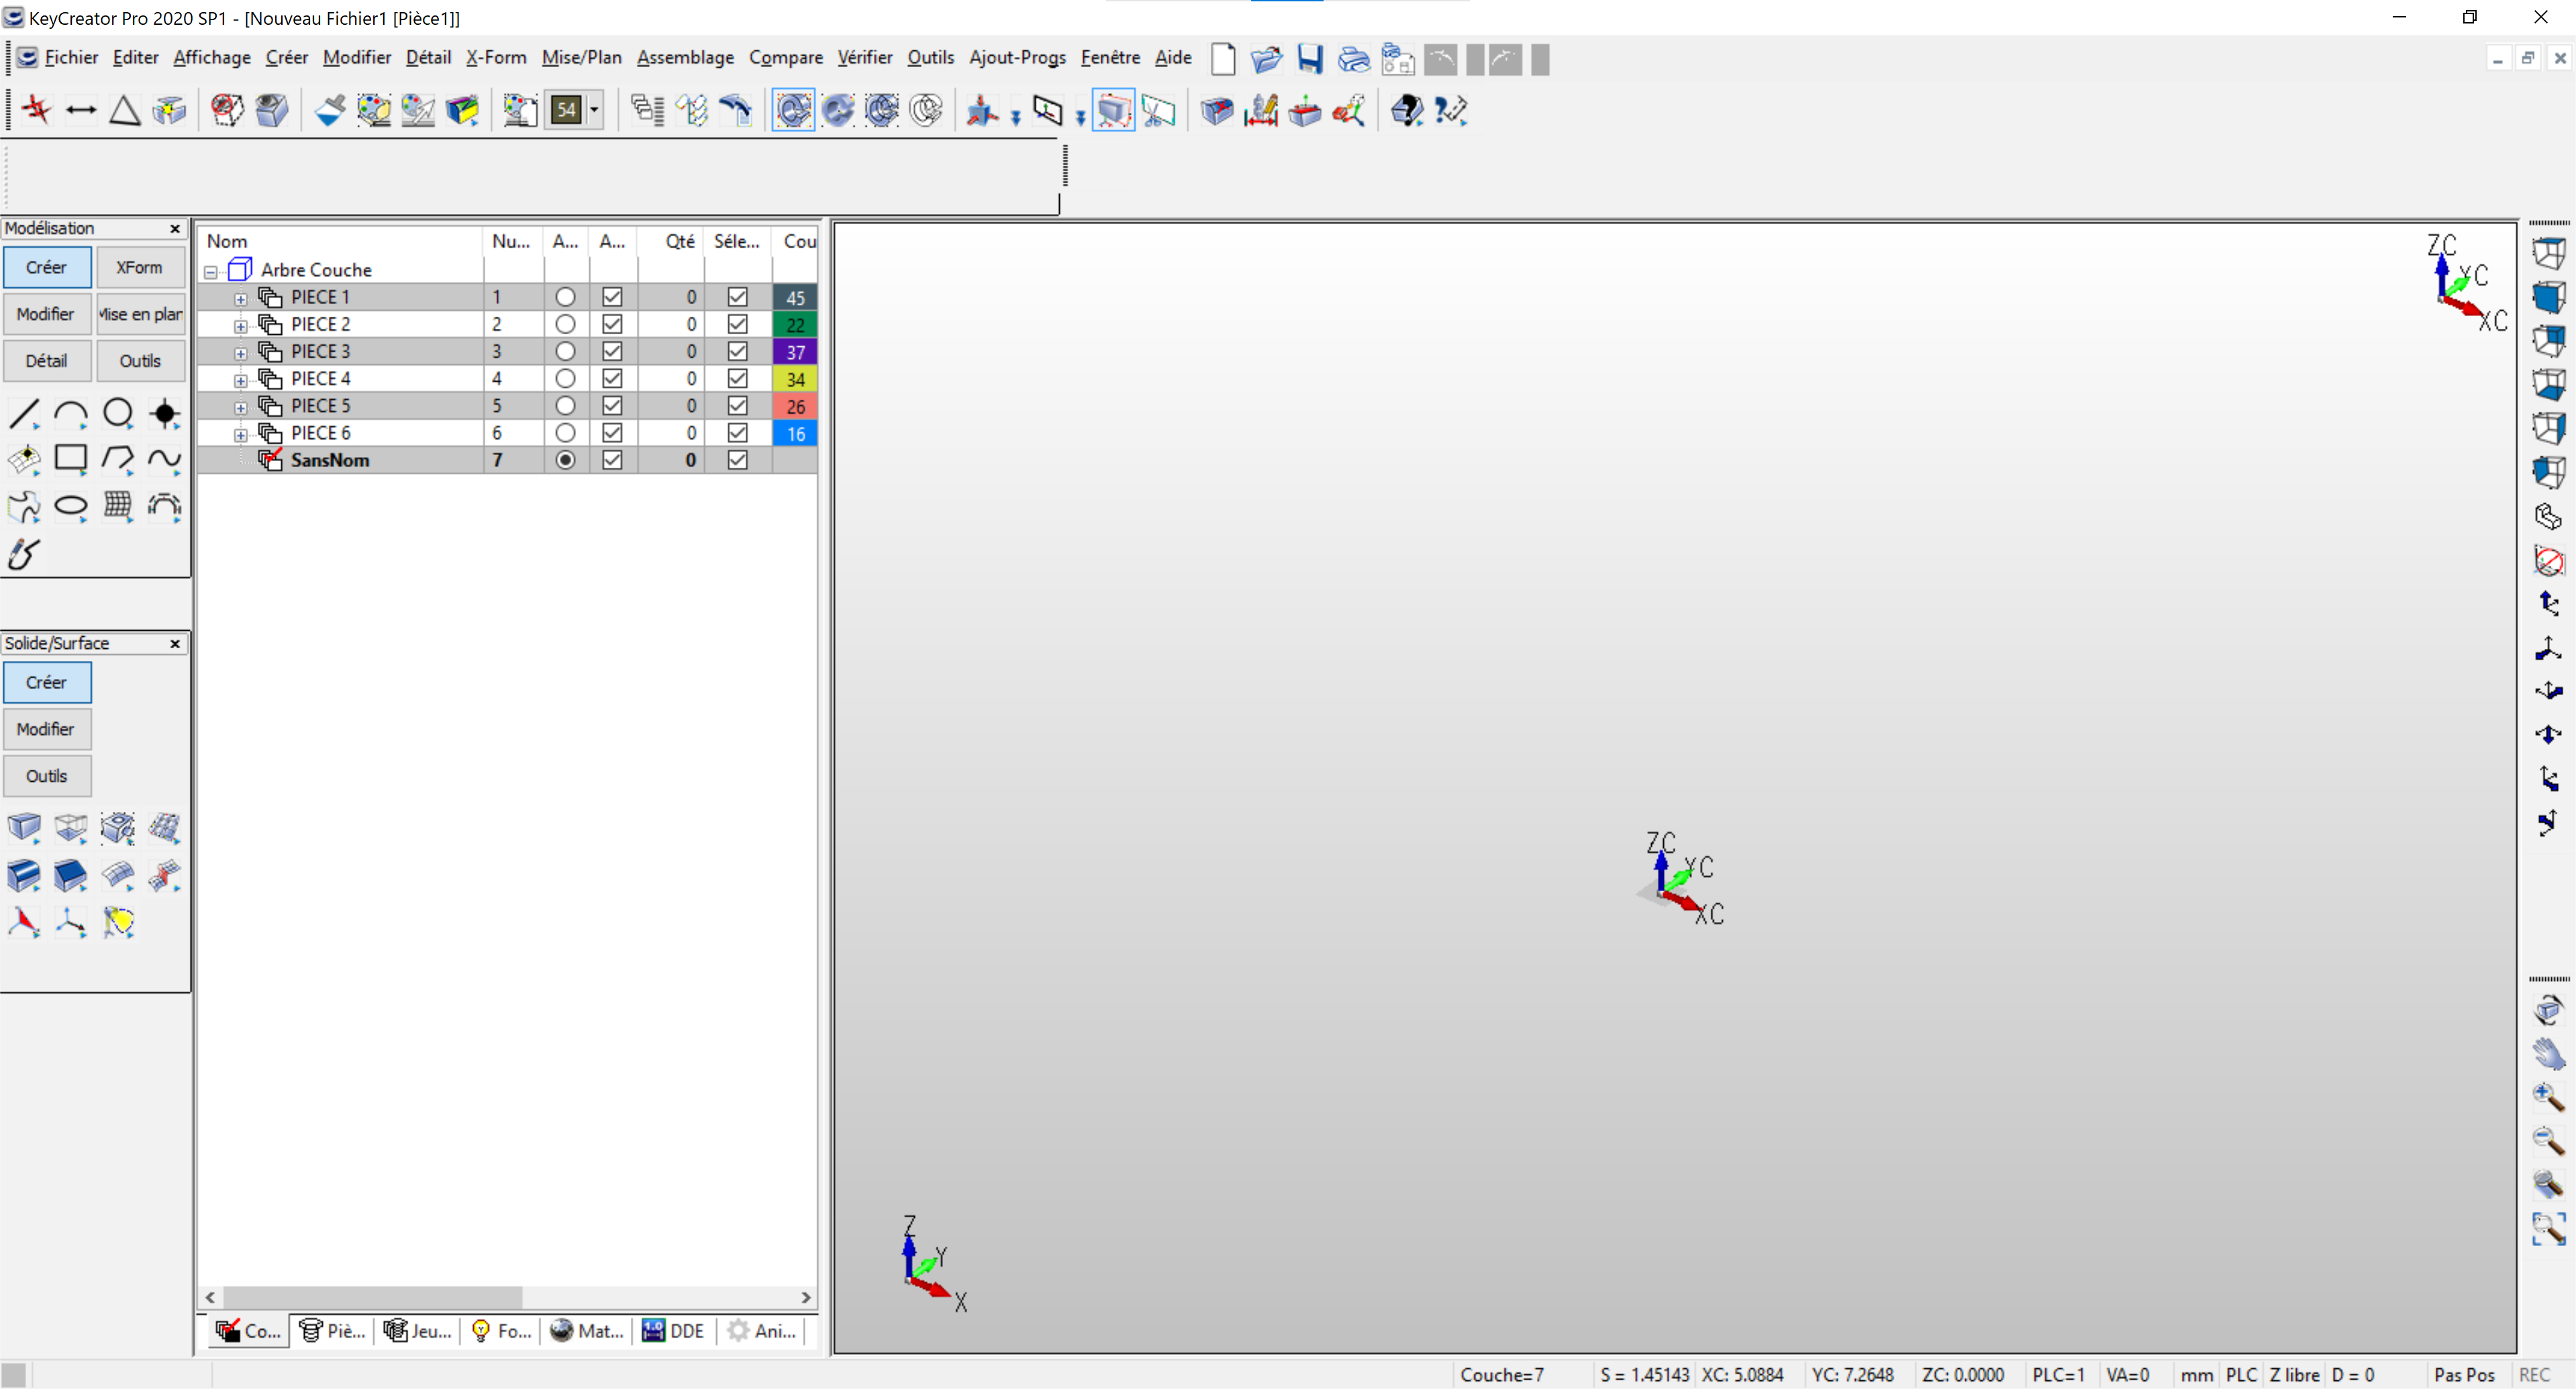 KeyCreator Pro 2020 SP1 - [Nouveau Fichier1 [Pièce1]]
Fichier Editer Affichage Créer Modifier Détail X-Form Mise/Plan Assemblage Compare Vérifier Outils Ajout-Progs Fenêtre Aide
54
Modélisation
Créer XForm
Modifier Mise en plan
Détail Outils
Solide/Surface
Créer
Modifier
Outils
Nom Nu... A... A... Qté Séle... Cou
Arbre Couche
PIECE 1 1 0 45
PIECE 2 2 0 22
PIECE 3 3 0 37
PIECE 4 4 0 34
PIECE 5 5 0 26
PIECE 6 6 0 16
SansNom 7 0
Co... Piè... Jeu... Fo... Mat... 1.0 DDE Ani...
ZC
YC
XC
ZC
YC
XC
Z
Y
X
Couche=7 S = 1.45143 XC: 5.0884 YC: 7.2648 ZC: 0.0000 PLC=1 VA=0 mm PLC Z libre D = 0 Pas Pos REC